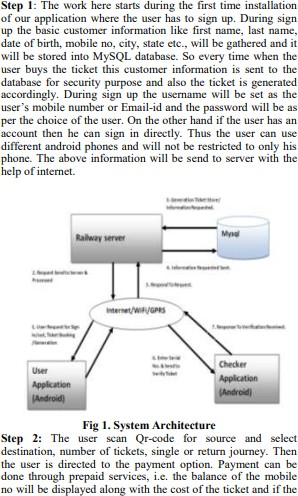 Step 1: The work here starts during the first time installation
of our application where the user has to sign up. During sign
up the basic customer information like first name, last name,
date of birth, mobile no, city, state etc., will be gathered and it
will be stored into MySQL database. So every time when the
user buys the ticket this customer information is sent to the
database for security purpose and also the ticket is generated
accordingly. During sign up the username will be set as the
user's mobile number or Email-id and the password will be as
per the choice of the user. On the other hand if the user has an
account then he can sign in directly. Thus the user can use
different android phones and will not be restricted to only his
phone. The above information will be send to server with the
help of internet.
5. Generation Ticket Store/
Information Requested.
Railway server
Mysql
4. Information Requested Sent.
2. Request Send to Server &
Processed
3. Respond To Request.
Internet/WIFI/GPRS
1. User Request for Sign
In/out, Ticket Booking
/Generation
7. Response To Verification Received.
6. Enter Serial
No. & Send to
Verify Ticket
User
Application
(Android)
Checker
Application
(Android)
Fig 1. System Architecture
Step 2: The user scan Qr-code for source and select
destination, number of tickets, single or return journey. Then
the user is directed to the payment option. Payment can be
done through prepaid services, i.e. the balance of the mobile
no will be displayed along with the cost of the ticket and if the